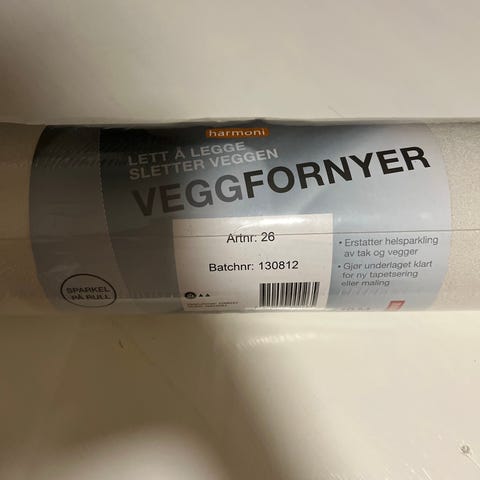 harmoni
LETT Å LEGGE
SLETTER VEGGEN
VEGGFORNYER
Artnr: 26
Batchnr: 130812
• Erstatter helsparkling
av tak og vegger
• Gjør underlaget klart
for ny tapetsering
eller maling
SPARKEL
PÅ RULL